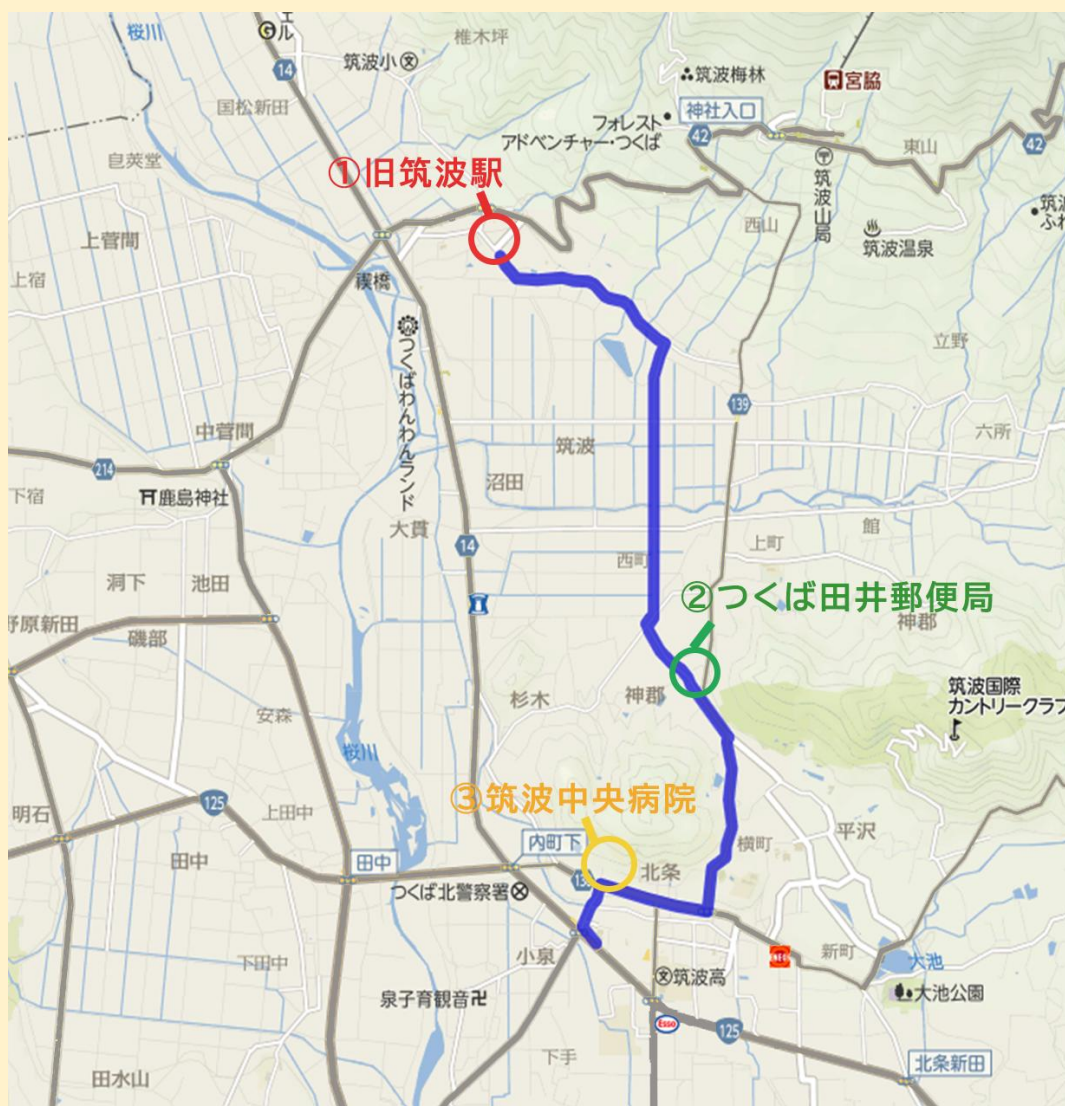 桜川
筑波小
椎木坪
14
国松新田
筑波梅林
宮脇
神社入口
フォレスト
アドベンチャー・つくば
42
東山
42
①旧筑波駅
筑波山局
西山
筑波温泉
上菅間
上宿
禊橋
つくばわんわんランド
立野
139
中菅間
筑波
六所
214
下宿
鹿島神社
沼田
大貫
館
14
上町
西町
洞下
池田
②つくば田井郵便局
野原新田
磯部
神郡
杉木
神郡
筑波国際
カントリークラブ
安森
桜川
③筑波中央病院
125
明石
上田中
平沢
横町
内町下
田中
田中
北条
つくば北警察署
小泉
新町
大池
下田中
筑波高
泉子育観音
大池公園
Esso
125
下手
北条新田
田水山